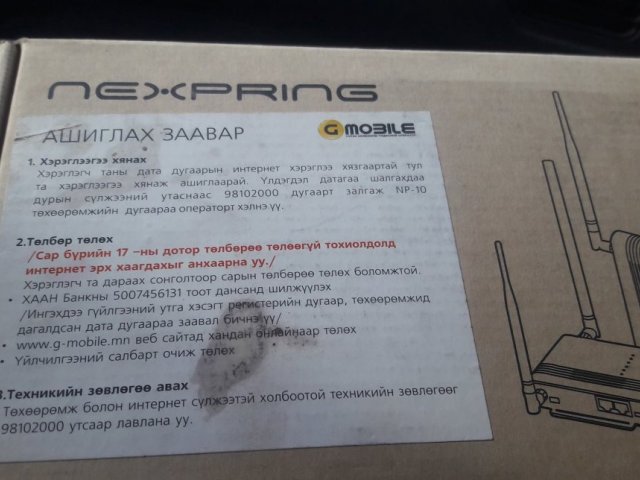 NEXPRING
АШИГЛАХ ЗААВАР
G MOBILE
1. Хэрэглээгээ хянах
Хэрэглэгч таны дата дугаарын интернет хэрэглээ хязгаартай тул
та хэрэглээгээ хянаж ашиглаарай. Үлдэгдэл датагаа шалгахдаа
дурын сүлжээний утаснаас 98102000 дугаарт залгаж NP-10
төхөөрөмжийн дугаараа операторт хэлнэ үү.
2.Төлбөр төлөх
/Сар бүрийн 17 –ны дотор төлбөрөө төлөөгүй тохиолдолд
интернет эрх хаагдахыг анхаарна уу./
Хэрэглэгч та дараах сонголтоор сарын төлбөрөө төлөх боломжтой.
• ХААН Банкны 5007456131 тоот дансанд шилжүүлэх
/Ингэхдээ гүйлгээний утга хэсэгт регистерийн дугаар, төхөөрөмжид
дагалдсан дата дугаараа заавал бичнэ үү/
• www.g-mobile.mn веб сайтад хандан онлайнаар төлөх
• Үйлчилгээний салбарт очиж төлөх
3.Техникийн зөвлөгөө авах
Төхөөрөмж болон интернет сүлжээтэй холбоотой техникийн зөвлөгөөг
98102000 утсаар лавлана уу.